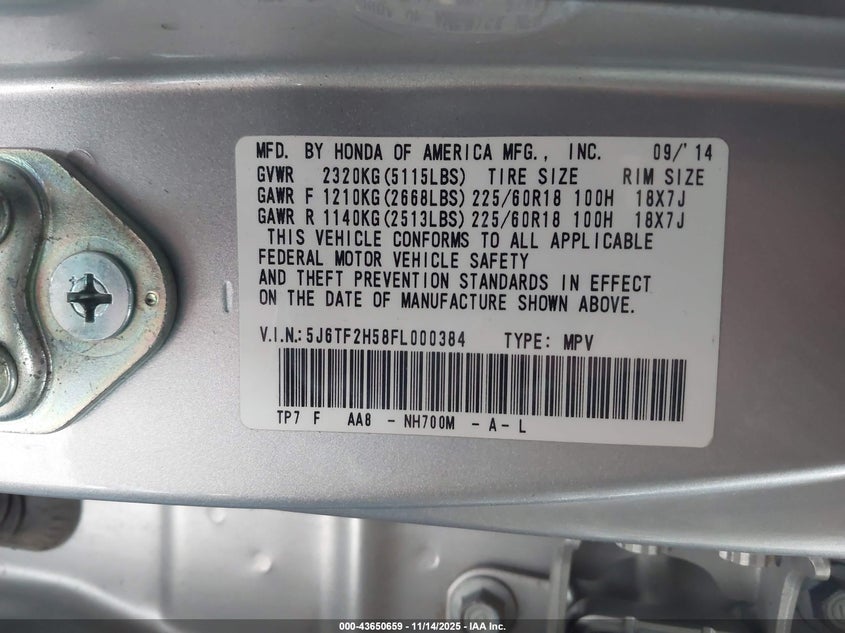 MFD. BY HONDA OF AMERICA MFG., INC. 09/'14
GVWR 2320KG(5115LBS) TIRE SIZE RIM SIZE
GAWR F 1210KG(2668LBS) 225/60R18 100H 18X7J
GAWR R 1140KG(2513LBS) 225/60R18 100H 18X7J
THIS VEHICLE CONFORMS TO ALL APPLICABLE
FEDERAL MOTOR VEHICLE SAFETY
AND THEFT PREVENTION STANDARDS IN EFFECT
ON THE DATE OF MANUFACTURE SHOWN ABOVE.
V.I.N.: 5J6TF2H58FL000384 TYPE: MPV
TP7 F AA8 - NH700M - A - L
000-43650659 - 11/14/2025 - IAA Inc.